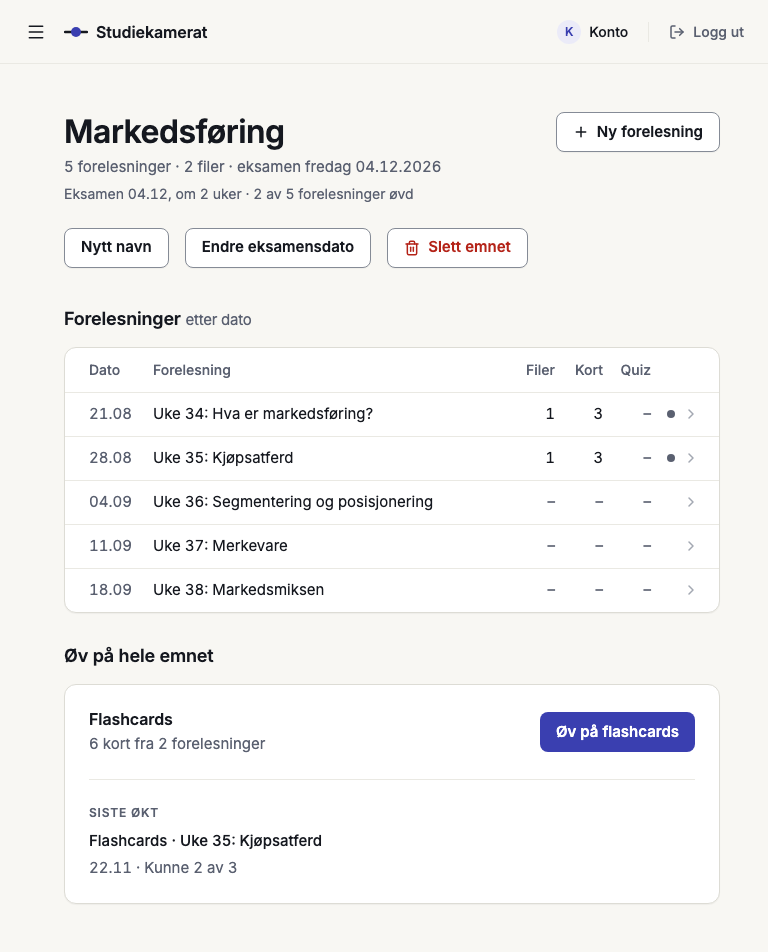 Studiekamerat
K Konto
Logg ut
Markedsføring
Ny forelesning
5 forelesninger · 2 filer · eksamen fredag 04.12.2026
Eksamen 04.12, om 2 uker · 2 av 5 forelesninger øvd
Nytt navn
Endre eksamensdato
Slett emnet
Forelesninger etter dato
Dato Forelesning Filer Kort Quiz
21.08 Uke 34: Hva er markedsføring? 1 3 –
28.08 Uke 35: Kjøpsatferd 1 3 –
04.09 Uke 36: Segmentering og posisjonering – – –
11.09 Uke 37: Merkevare – – –
18.09 Uke 38: Markedsmiksen – – –
Øv på hele emnet
Flashcards
6 kort fra 2 forelesninger
Øv på flashcards
SISTE ØKT
Flashcards · Uke 35: Kjøpsatferd
22.11 · Kunne 2 av 3